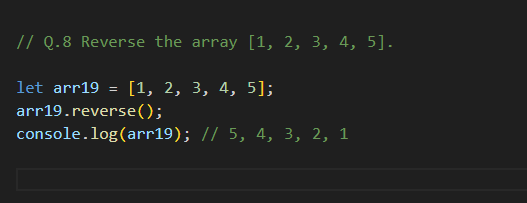 // Q.8 Reverse the array [1, 2, 3, 4, 5].
let arr19 = [1, 2, 3, 4, 5];
arr19.reverse();
console.log(arr19); // 5, 4, 3, 2, 1